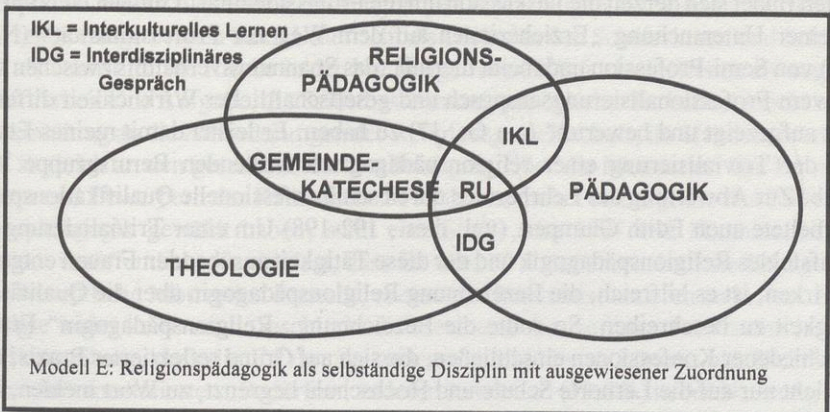 IKL = Interkulturelles Lernen
IDG = Interdisziplinäres
Gespräch
RELIGIONS-
PÄDAGOGIK
IKL
GEMEINDE-
KATECHESE
RU
PÄDAGOGIK
IDG
THEOLOGIE
Modell E: Religionspädagogik als selbständige Disziplin mit ausgewiesener Zuordnung